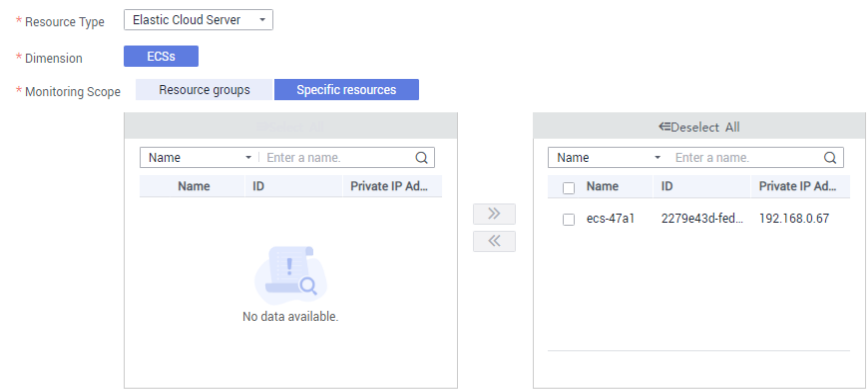 * Resource Type Elastic Cloud Server
* Dimension ECSs
* Monitoring Scope Resource groups Specific resources
Deselect All
Name Enter a name.
Name ID Private IP Ad...
No data available.
Name Enter a name.
Name ID Private IP Ad...
ecs-47a1 2279e43d-fed... 192.168.0.67